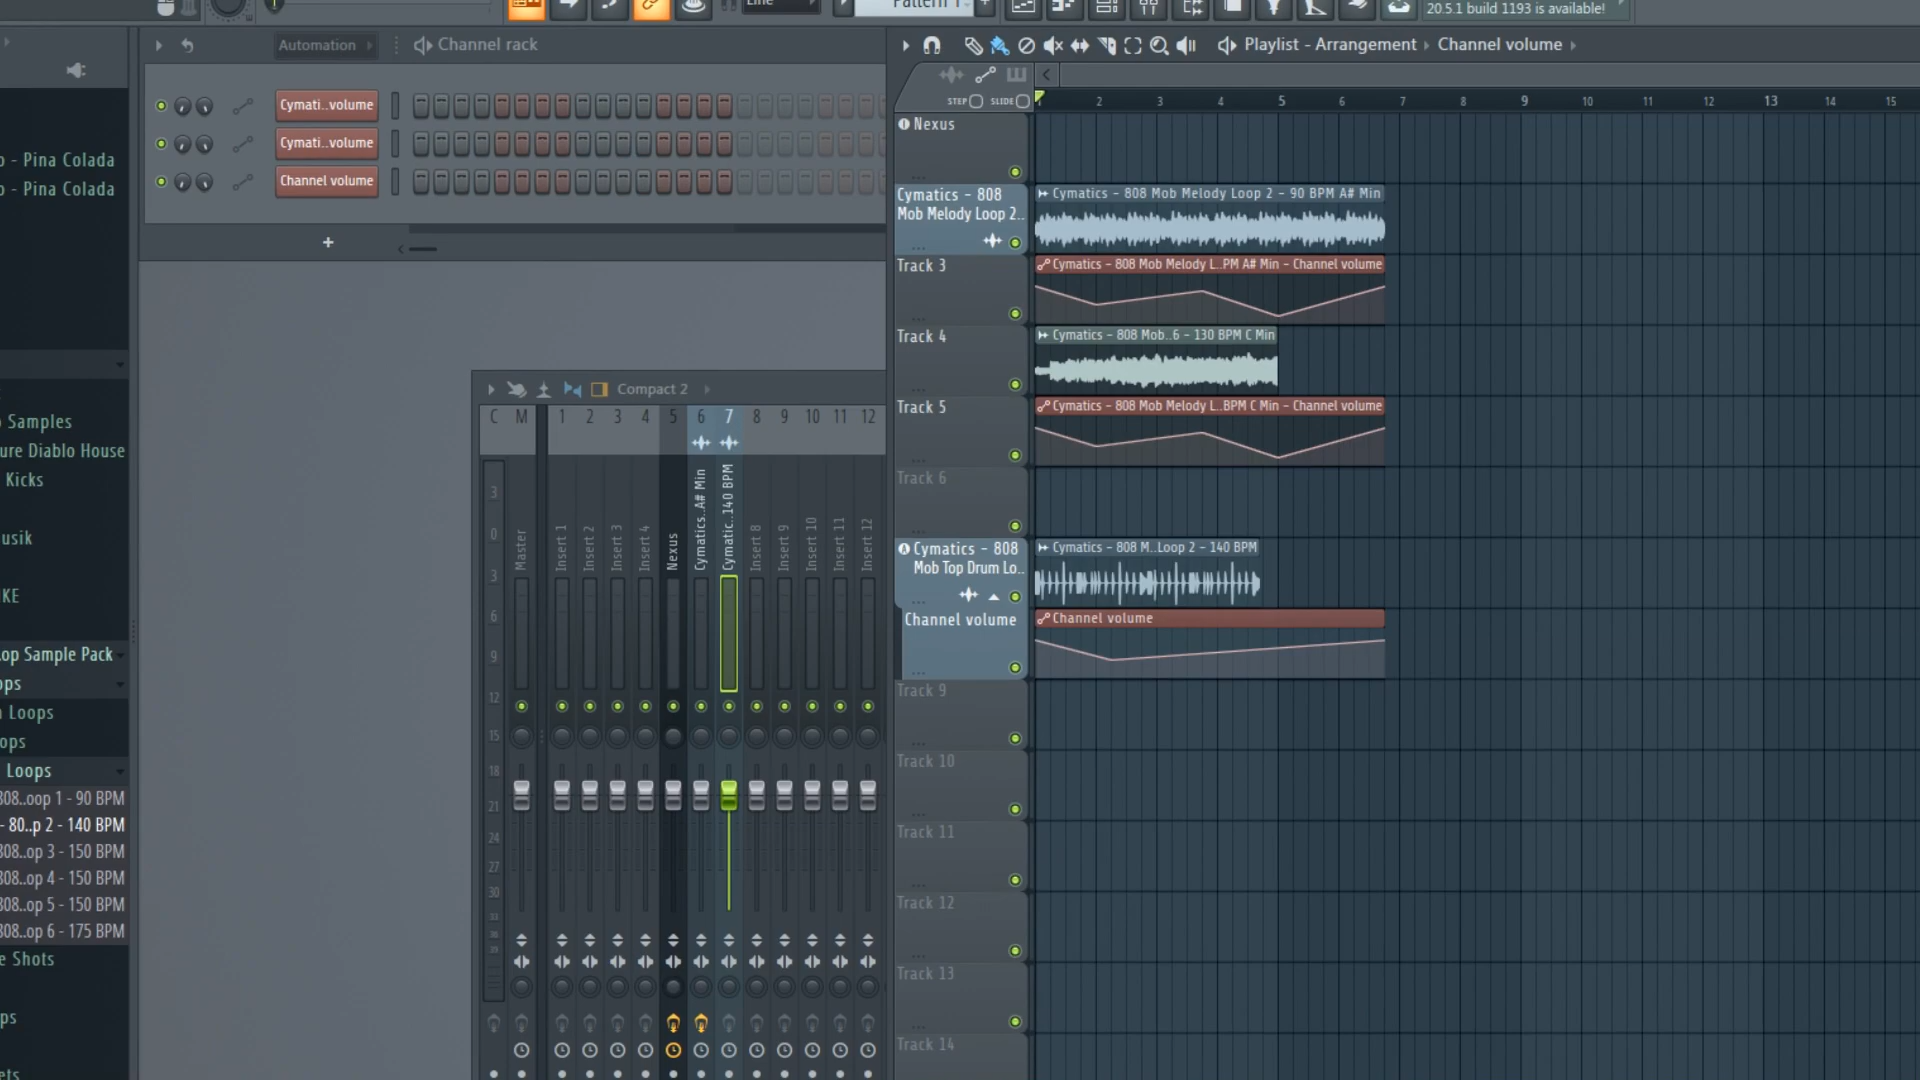 Line
Pattern 1
20.5.1 build 1193 is available!
Automation
Channel rack
Playlist - Arrangement
Channel volume
STEP
SLIDE
1 2 3 4 5 6 7 8 9 10 11 12 13 14 15
Cymati..volume
Cymati..volume
Channel volume
o - Pina Colada
o - Pina Colada
Samples
ure Diablo House
Kicks
usik
KE
.op Sample Pack
ops
Loops
ops
Loops
808..oop 1 - 90 BPM
- 80..p 2 - 140 BPM
808..op 3 - 150 BPM
808..op 4 - 150 BPM
808..op 5 - 150 BPM
808..op 6 - 175 BPM
e Shots
ps
ets
Compact 2
C M 1 2 3 4 5 6 7 8 9 10 11 12
Master
Insert 1
Insert 2
Insert 3
Insert 4
Nexus
Cymatics..A# Min
Cymatic..140 BPM
Insert 8
Insert 9
Insert 10
Insert 11
Insert 12
3
0
3
6
9
12
15
18
21
24
27
30
33
36
39
Nexus
Cymatics - 808
Mob Melody Loop 2..
Cymatics - 808 Mob Melody Loop 2 - 90 BPM A# Min
Track 3
Cymatics - 808 Mob Melody L..PM A# Min - Channel volume
Track 4
Cymatics - 808 Mob..6 - 130 BPM C Min
Track 5
Cymatics - 808 Mob Melody L..BPM C Min - Channel volume
Track 6
Cymatics - 808
Mob Top Drum Lo..
Cymatics - 808 M..Loop 2 - 140 BPM
Channel volume
Channel volume
Track 9
Track 10
Track 11
Track 12
Track 13
Track 14